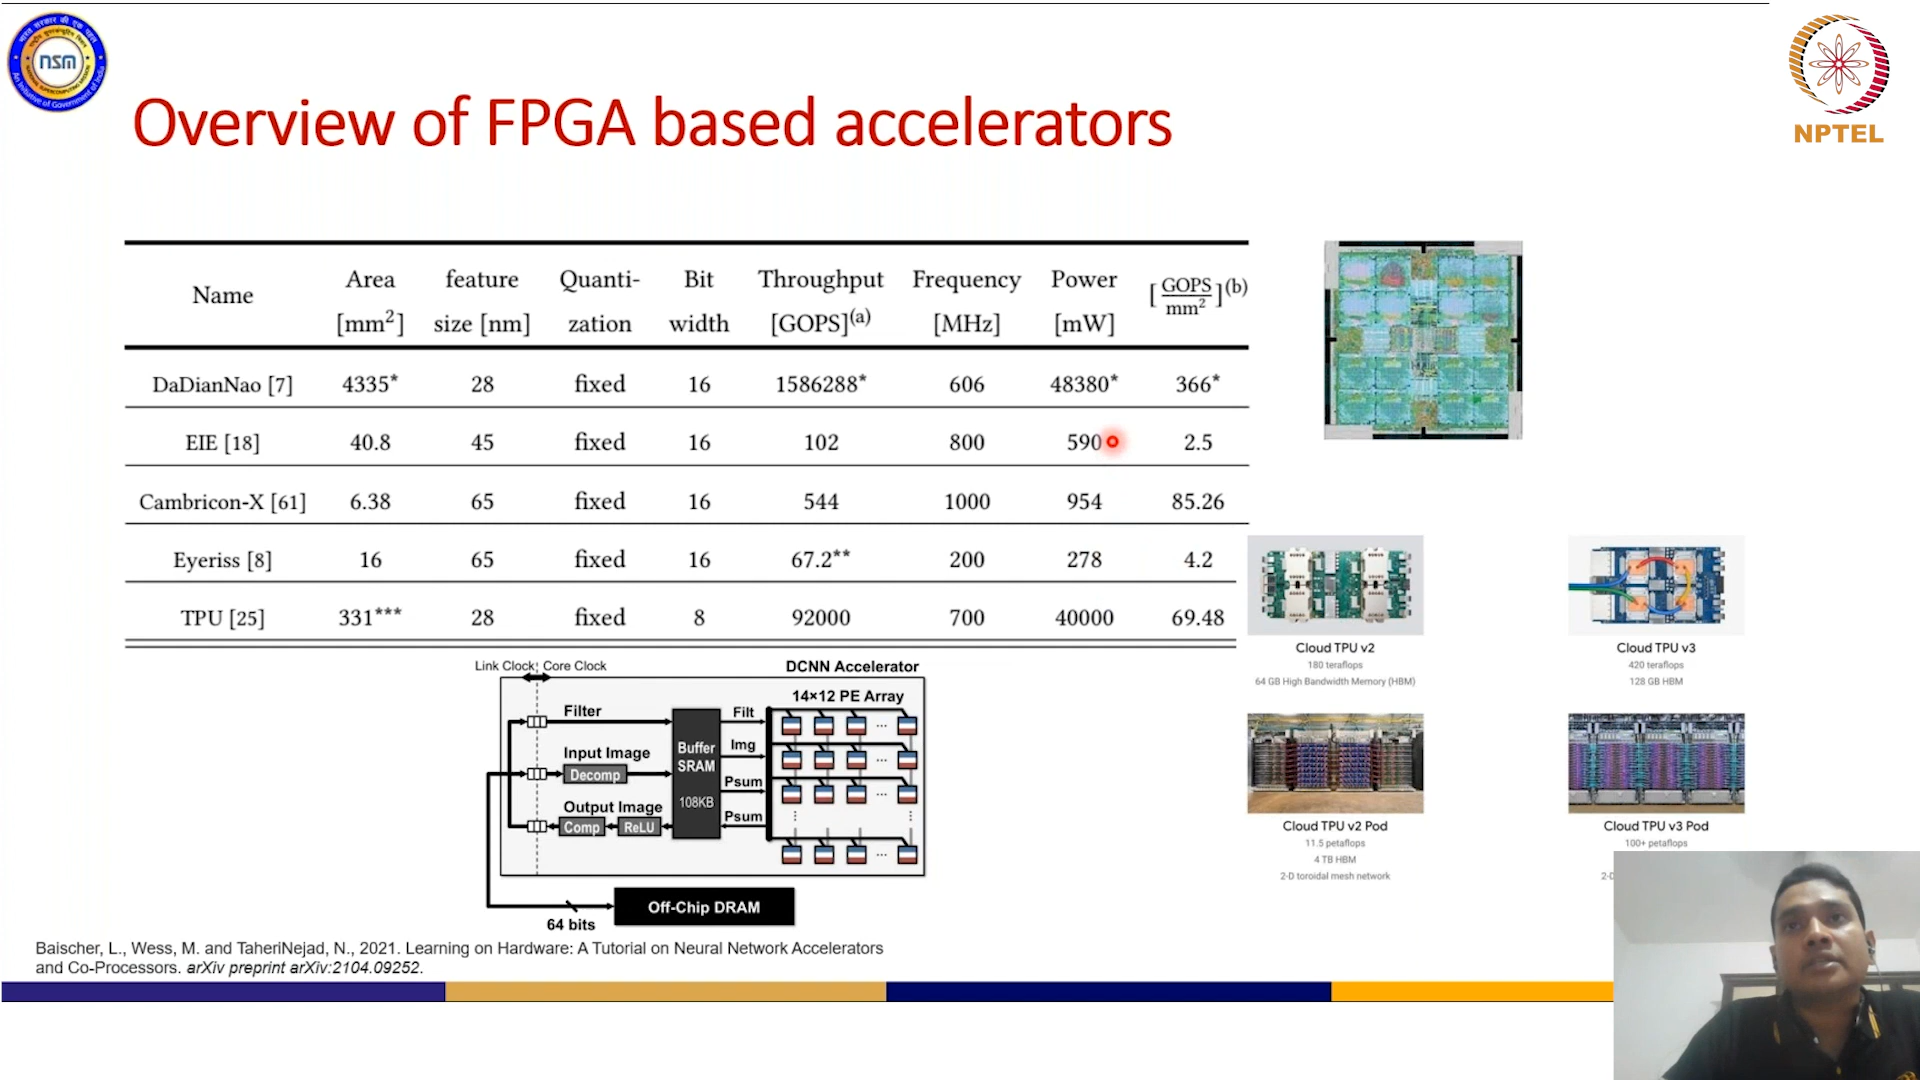 nsm
NPTEL
Overview of FPGA based accelerators
Name Area [mm²] feature size [nm] Quanti-zation Bit width Throughput [GOPS](a) Frequency [MHz] Power [mW] [GOPS/mm²](b)
DaDianNao [7] 4335* 28 fixed 16 1586288* 606 48380* 366*
EIE [18] 40.8 45 fixed 16 102 800 590 2.5
Cambricon-X [61] 6.38 65 fixed 16 544 1000 954 85.26
Eyeriss [8] 16 65 fixed 16 67.2** 200 278 4.2
TPU [25] 331*** 28 fixed 8 92000 700 40000 69.48
Link Clock Core Clock
DCNN Accelerator
14×12 PE Array
Filter
Filt
Input Image
Img
Decomp
Buffer
SRAM
108KB
Psum
Output Image
Psum
Comp
ReLU
Off-Chip DRAM
64 bits
Cloud TPU v2
180 teraflops
64 GB High Bandwidth Memory (HBM)
Cloud TPU v3
420 teraflops
128 GB HBM
Cloud TPU v2 Pod
11.5 petaflops
4 TB HBM
2-D toroidal mesh network
Cloud TPU v3 Pod
100+ petaflops
Baischer, L., Wess, M. and TaheriNejad, N., 2021. Learning on Hardware: A Tutorial on Neural Network Accelerators
and Co-Processors. arXiv preprint arXiv:2104.09252.